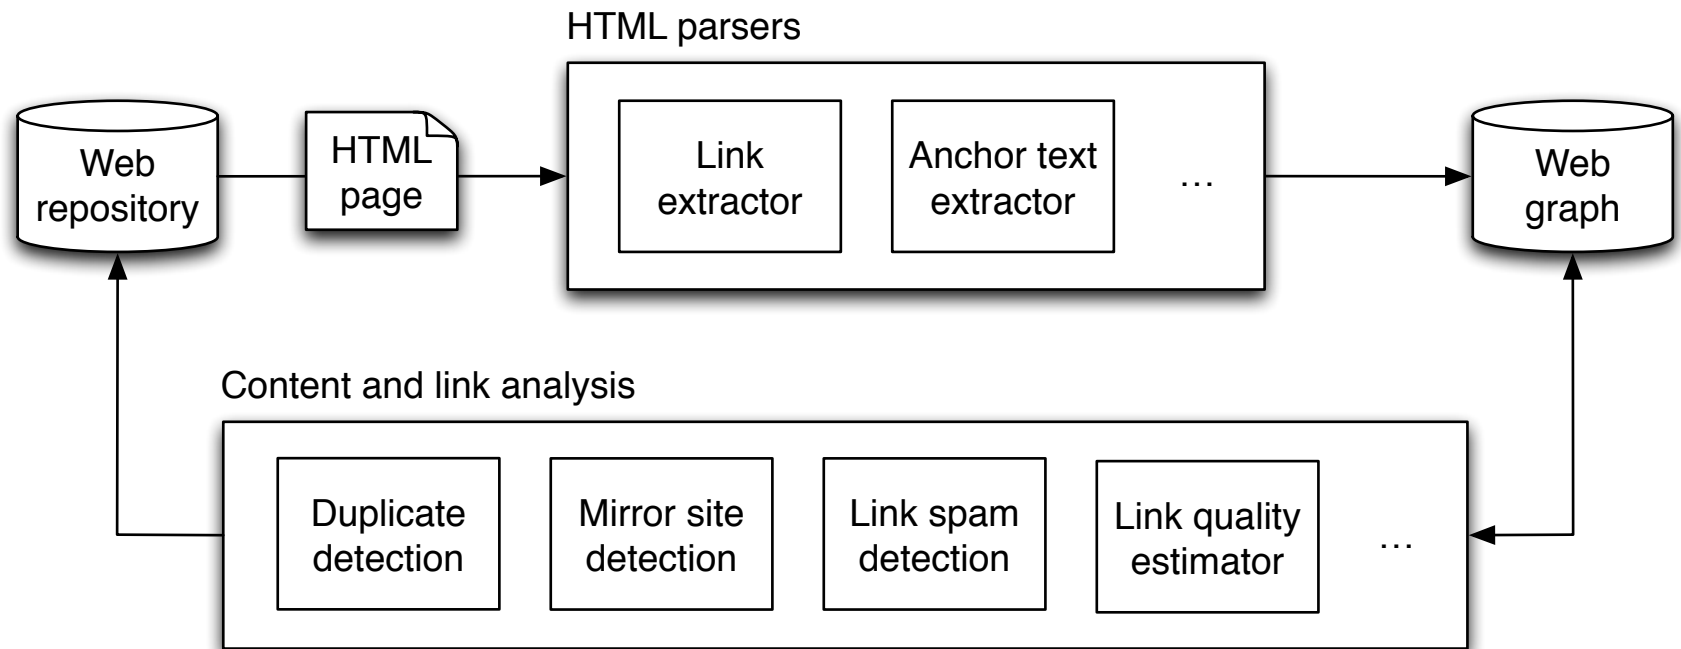 HTML parsers
Web
repository
HTML
page
Link
extractor
Anchor text
extractor
...
Web
graph
Content and link analysis
Duplicate
detection
Mirror site
detection
Link spam
detection
Link quality
estimator
...